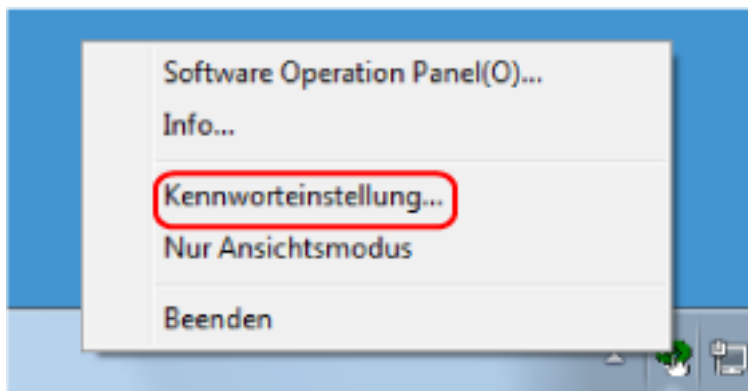 Software Operation Panel(O)...
Info...
Kennworteinstellung...
Nur Ansichtsmodus
Beenden